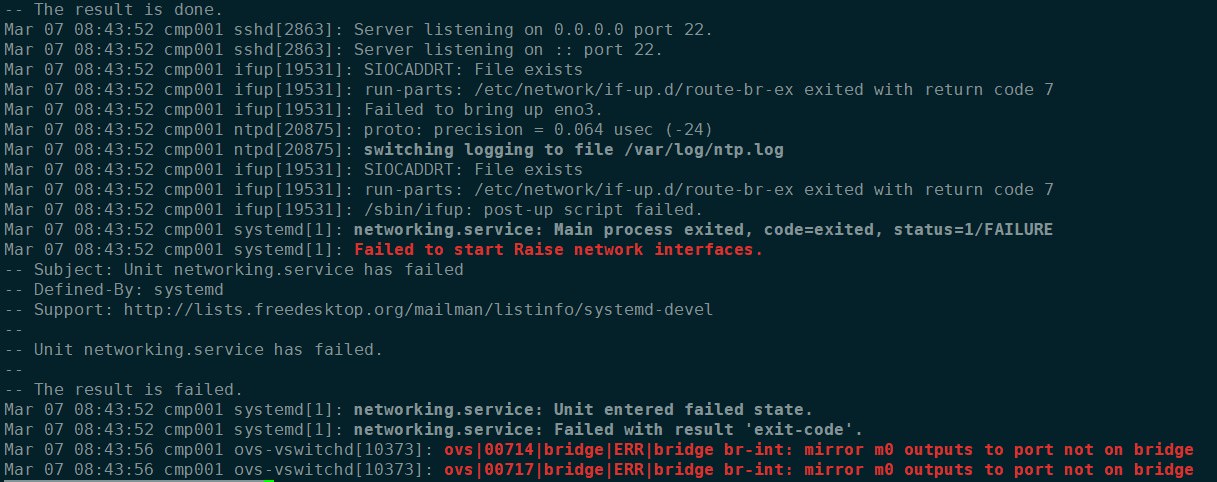 -- The result is done.
Mar 07 08:43:52 cmp001 sshd[2863]: Server listening on 0.0.0.0 port 22.
Mar 07 08:43:52 cmp001 sshd[2863]: Server listening on :: port 22.
Mar 07 08:43:52 cmp001 ifup[19531]: SIOCADDRT: File exists
Mar 07 08:43:52 cmp001 ifup[19531]: run-parts: /etc/network/if-up.d/route-br-ex exited with return code 7
Mar 07 08:43:52 cmp001 ifup[19531]: Failed to bring up eno3.
Mar 07 08:43:52 cmp001 ntpd[20875]: proto: precision = 0.064 usec (-24)
Mar 07 08:43:52 cmp001 ntpd[20875]: switching logging to file /var/log/ntp.log
Mar 07 08:43:52 cmp001 ifup[19531]: SIOCADDRT: File exists
Mar 07 08:43:52 cmp001 ifup[19531]: run-parts: /etc/network/if-up.d/route-br-ex exited with return code 7
Mar 07 08:43:52 cmp001 ifup[19531]: /sbin/ifup: post-up script failed.
Mar 07 08:43:52 cmp001 systemd[1]: networking.service: Main process exited, code=exited, status=1/FAILURE
Mar 07 08:43:52 cmp001 systemd[1]: Failed to start Raise network interfaces.
-- Subject: Unit networking.service has failed
-- Defined-By: systemd
-- Support: http://lists.freedesktop.org/mailman/listinfo/systemd-devel
--
-- Unit networking.service has failed.
--
-- The result is failed.
Mar 07 08:43:52 cmp001 systemd[1]: networking.service: Unit entered failed state.
Mar 07 08:43:52 cmp001 systemd[1]: networking.service: Failed with result 'exit-code'.
Mar 07 08:43:56 cmp001 ovs-vswitchd[10373]: ovs|00714|bridge|ERR|bridge br-int: mirror m0 outputs to port not on bridge
Mar 07 08:43:56 cmp001 ovs-vswitchd[10373]: ovs|00717|bridge|ERR|bridge br-int: mirror m0 outputs to port not on bridge